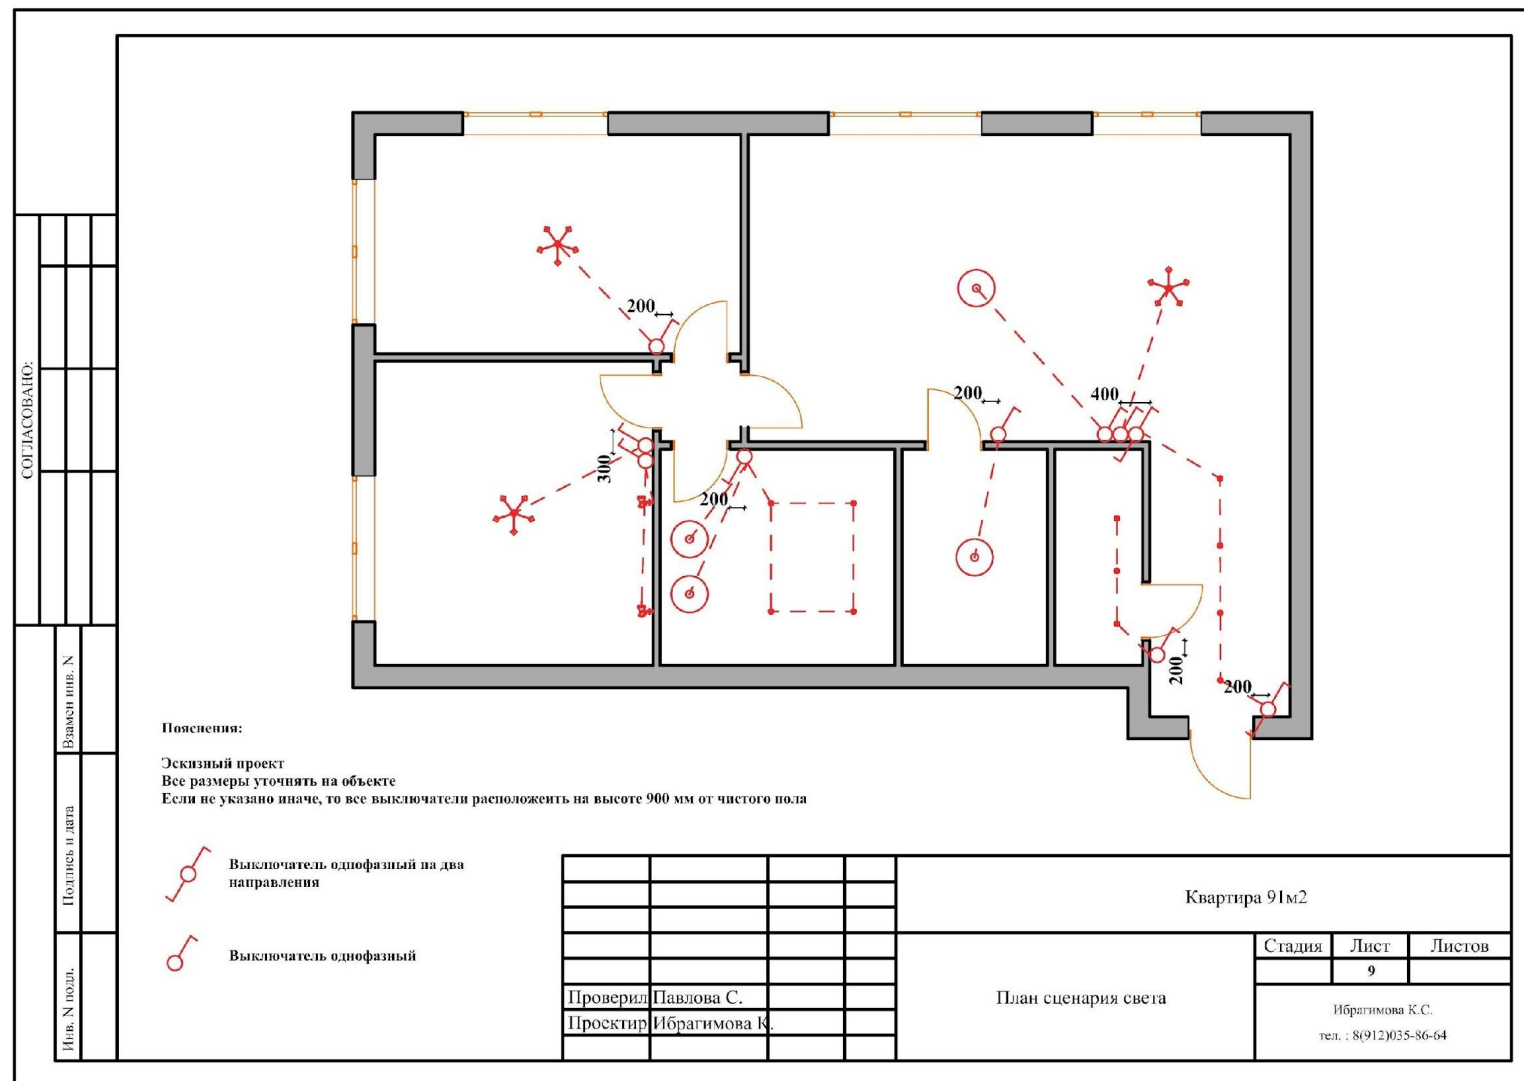 200
200
400
300
200
200
200
СОГЛАСОВАНО:
Взамен инв. N
Подпись и дата
Инв. N подл.
Пояснения:
Эскизный проект
Все размеры уточнять на объекте
Если не указано иначе, то все выключатели расположеить на высоте 900 мм от чистого пола
Выключатель однофазный на два
направления
Выключатель однофазный
Квартира 91м2
Стадия Лист Листов
9
Проверил Павлова С.
Проектир Ибрагимова К.
План сценария света
Ибрагимова К.С.
тел. : 8(912)035-86-64